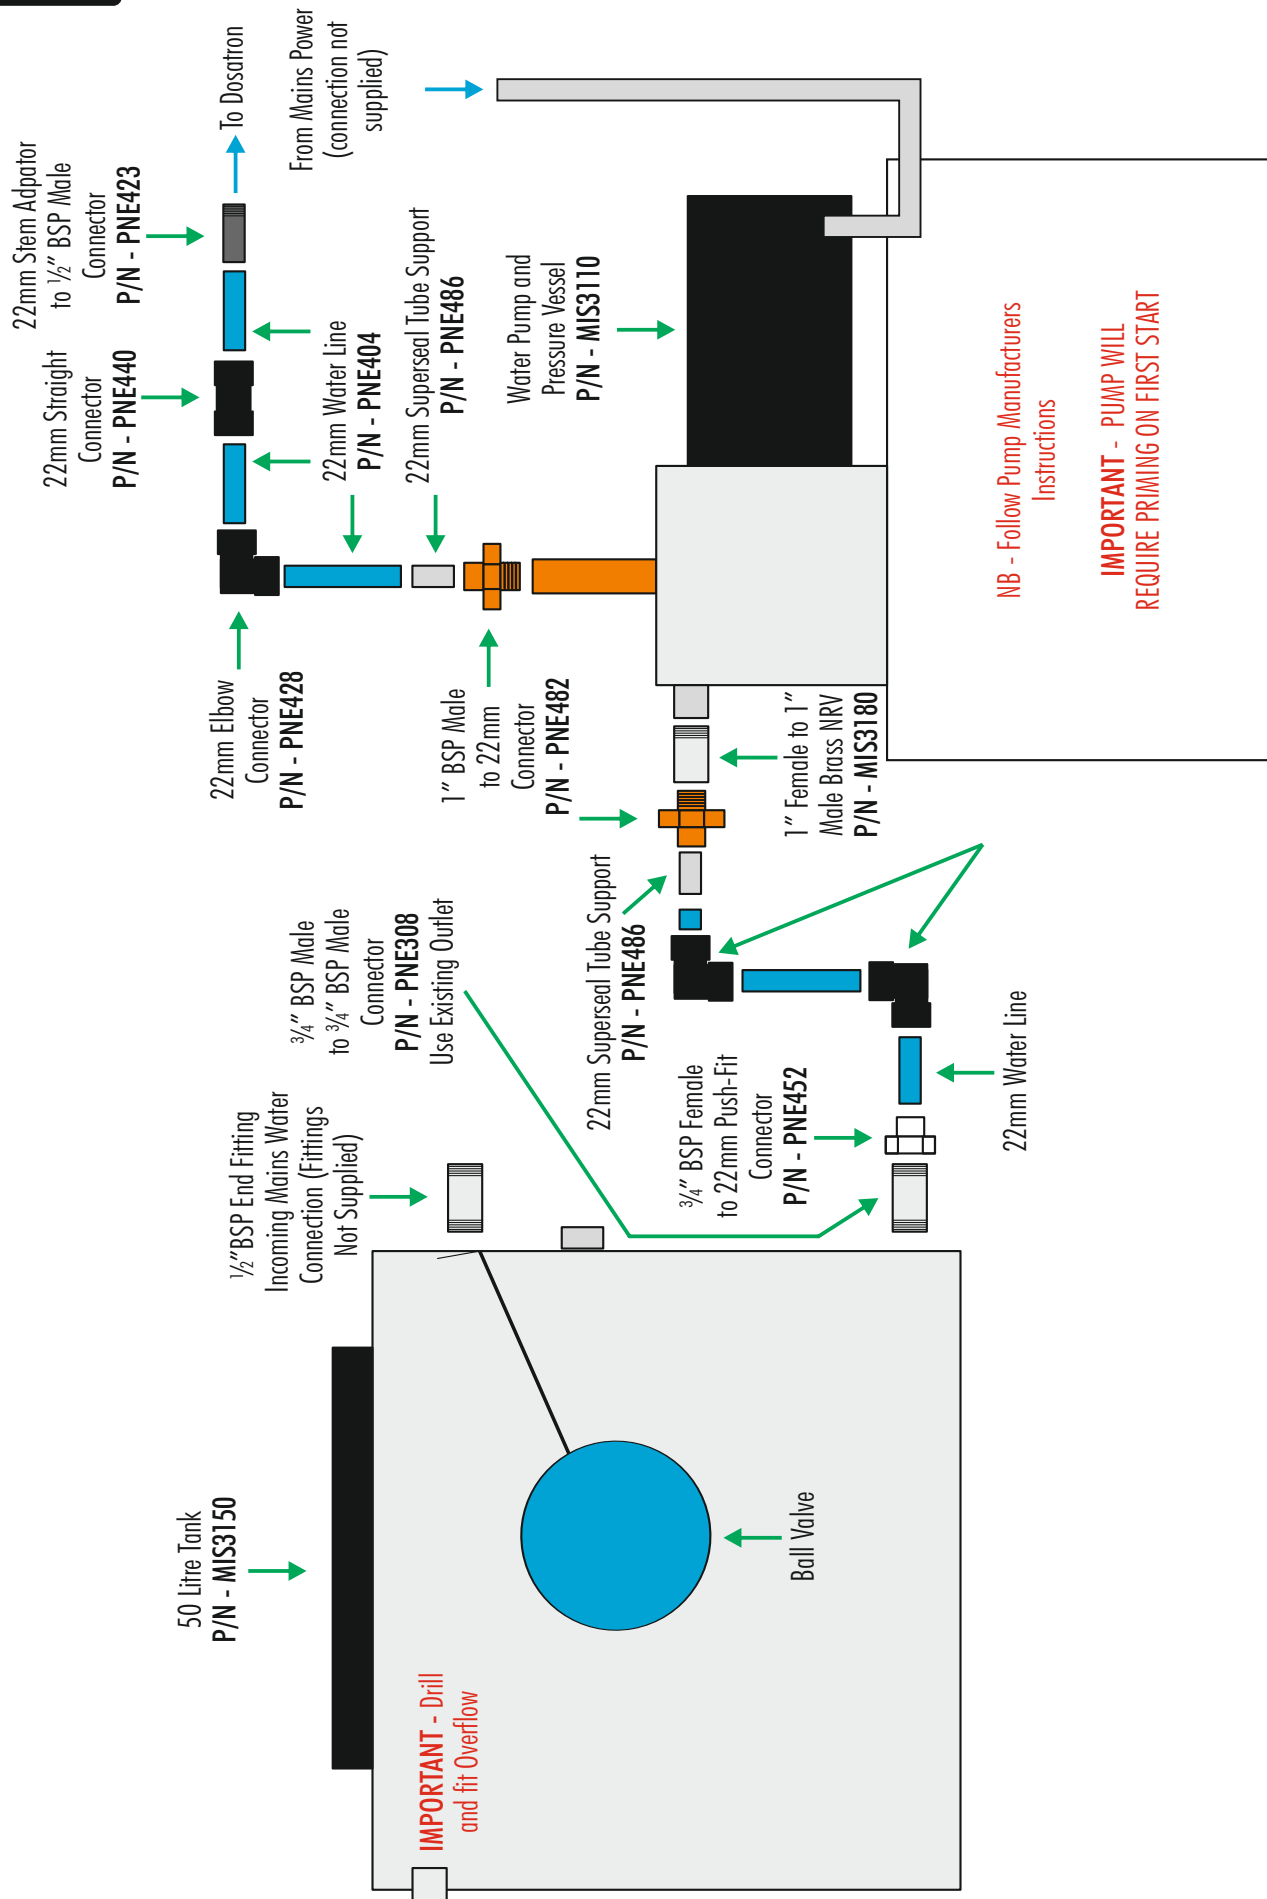 50 Litre Tank
P/N - MIS3150
IMPORTANT - Drill
and fit Overflow
Ball Valve
½"BSP End Fitting
Incoming Mains Water
Connection (Fittings
Not Supplied)
¾" BSP Male
to ¾" BSP Male
Connector
P/N - PNE308
Use Existing Outlet
¾" BSP Female
to 22mm Push-Fit
Connector
P/N - PNE452
22mm Water Line
22mm Superseal Tube Support
P/N - PNE486
1" BSP Male
to 22mm
Connector
P/N - PNE482
1" Female to 1"
Male Brass NRV
P/N - MIS3180
22mm Elbow
Connector
P/N - PNE428
22mm Straight
Connector
P/N - PNE440
22mm Water Line
P/N - PNE404
22mm Superseal Tube Support
P/N - PNE486
22mm Stem Adpator
to ½" BSP Male
Connector
P/N - PNE423
To Dosatron
From Mains Power
(connection not
supplied)
Water Pump and
Pressure Vessel
P/N - MIS3110
NB - Follow Pump Manufacturers
Instructions
IMPORTANT - PUMP WILL
REQUIRE PRIMING ON FIRST START